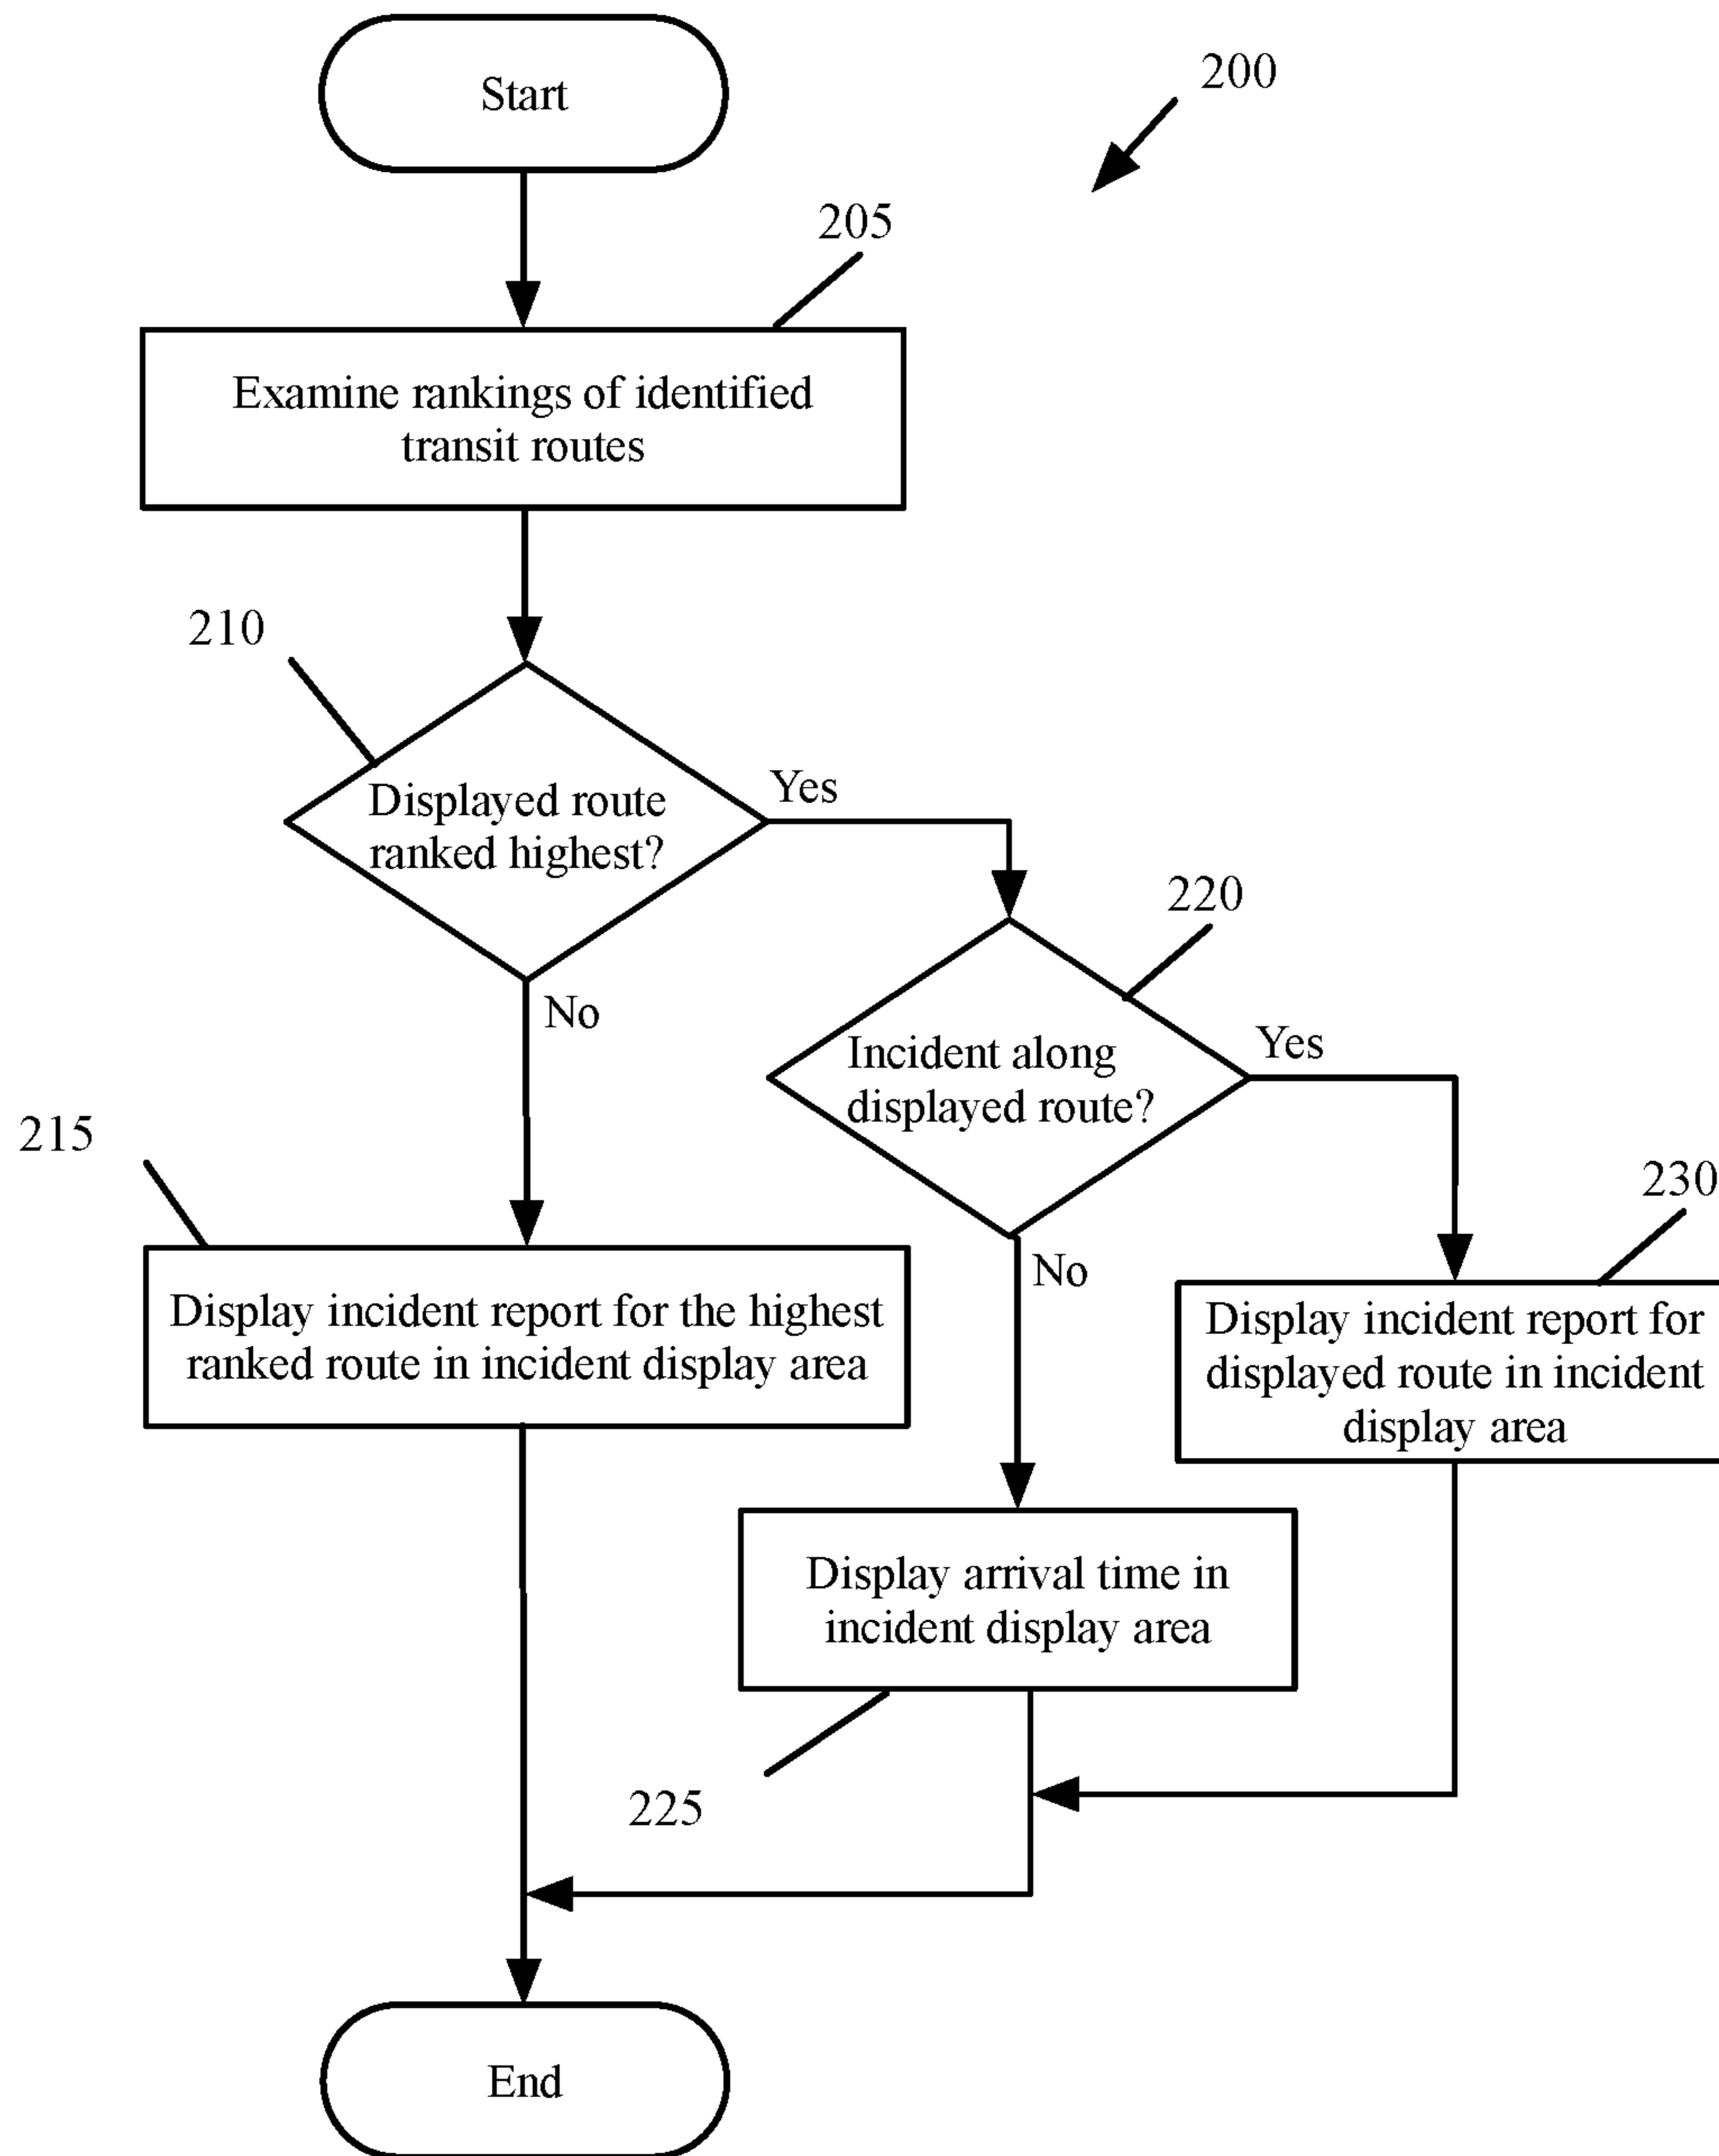 Start
200
205
Examine rankings of identified
transit routes
210
Displayed route
ranked highest?
Yes
No
220
Incident along
displayed route?
Yes
No
215
Display incident report for the highest
ranked route in incident display area
230
Display incident report for
displayed route in incident
display area
Display arrival time in
incident display area
225
End